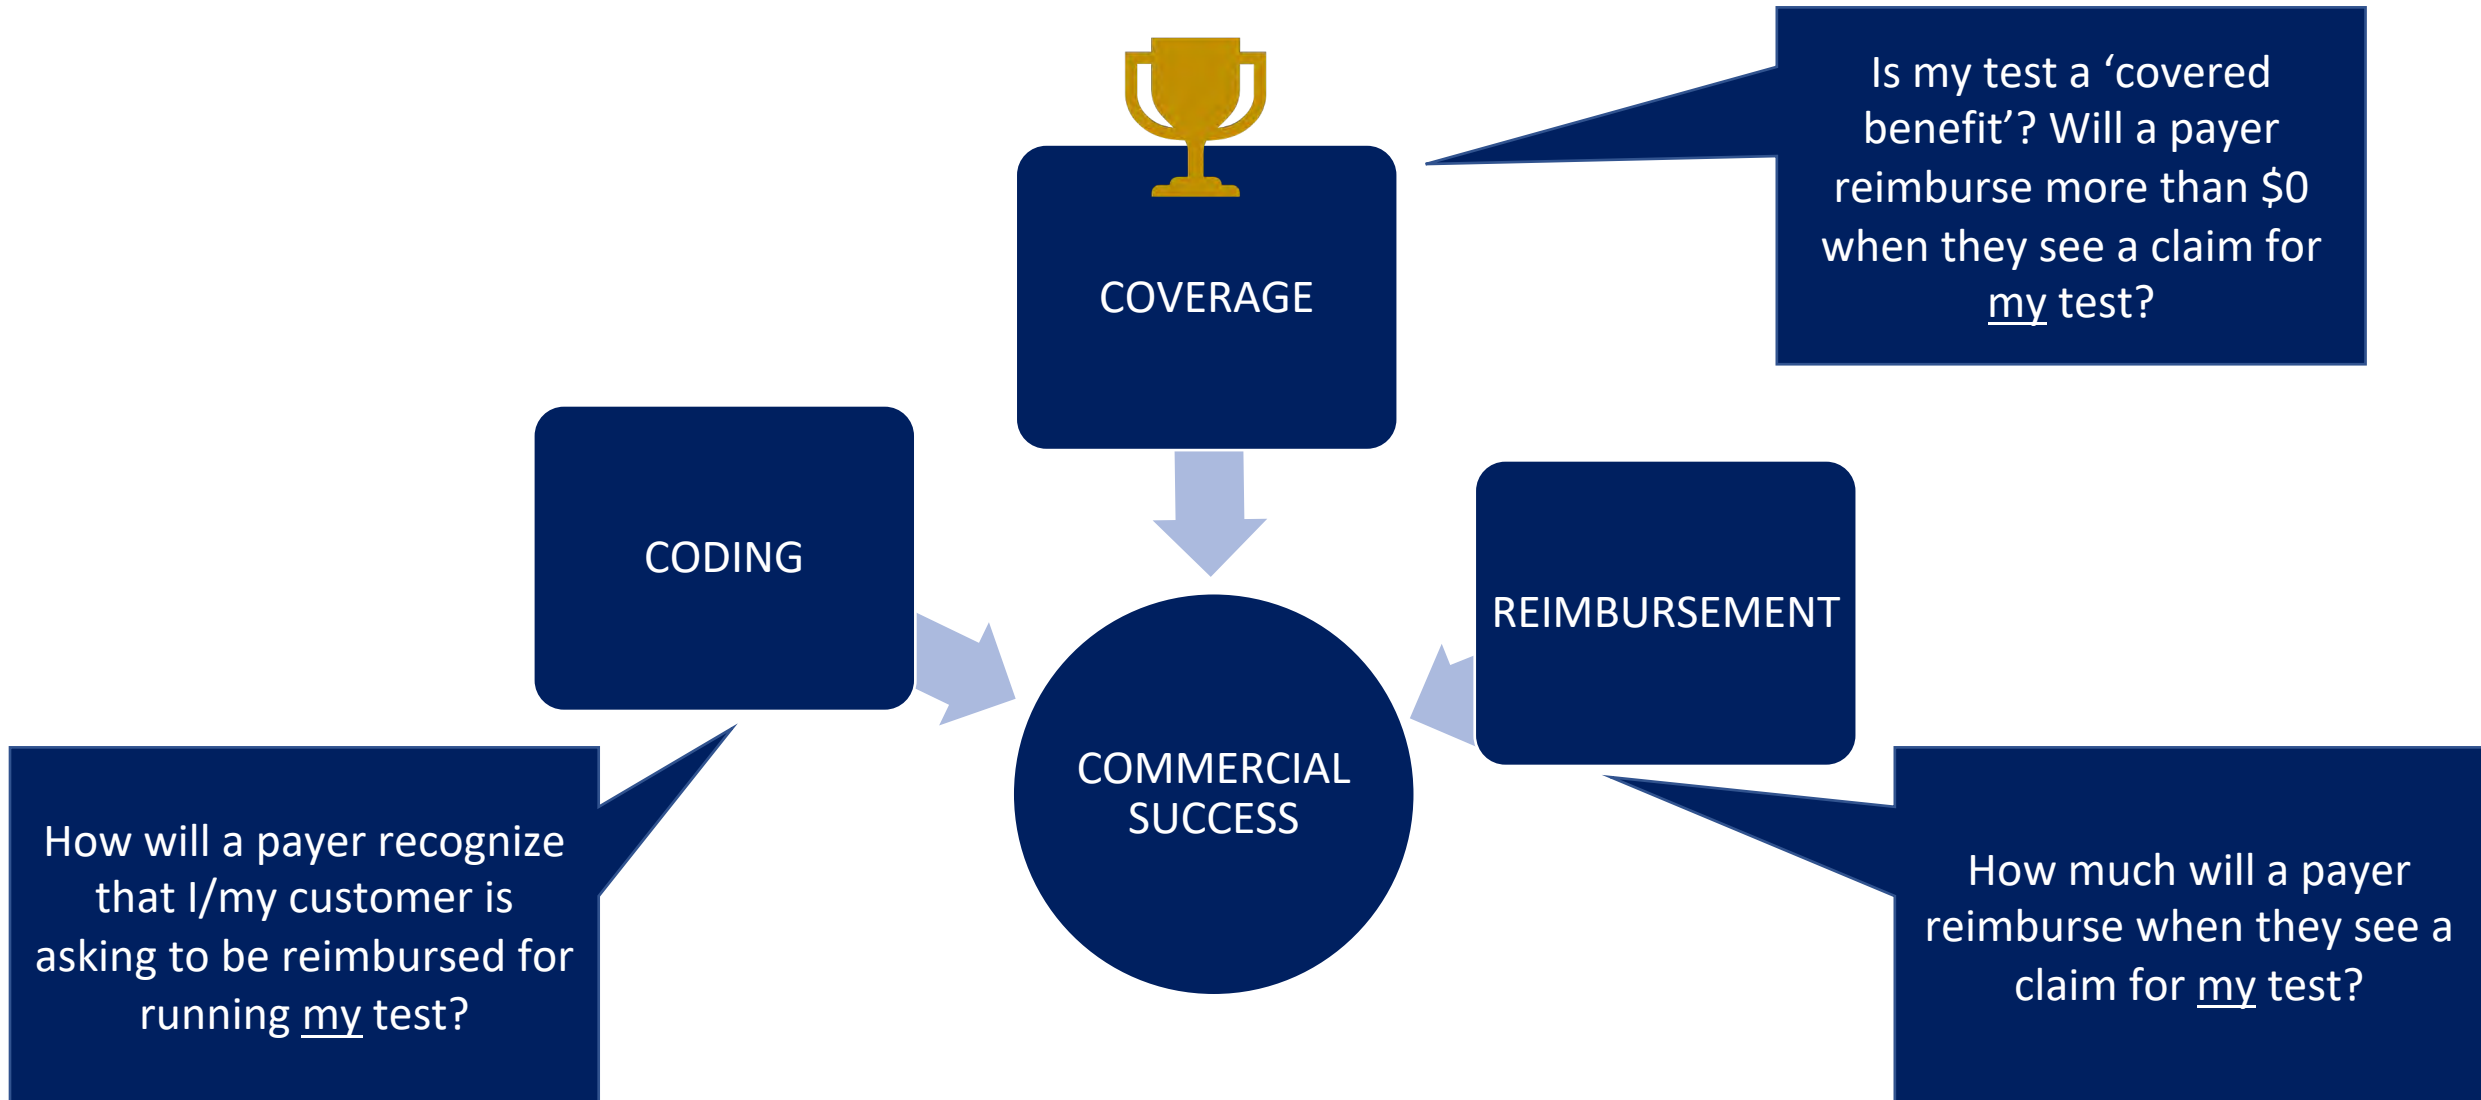 Is my test a ‘covered
benefit’? Will a payer
reimburse more than $0
when they see a claim for
my test?
COVERAGE
CODING
REIMBURSEMENT
COMMERCIAL
SUCCESS
How will a payer recognize
that I/my customer is
asking to be reimbursed for
running my test?
How much will a payer
reimburse when they see a
claim for my test?